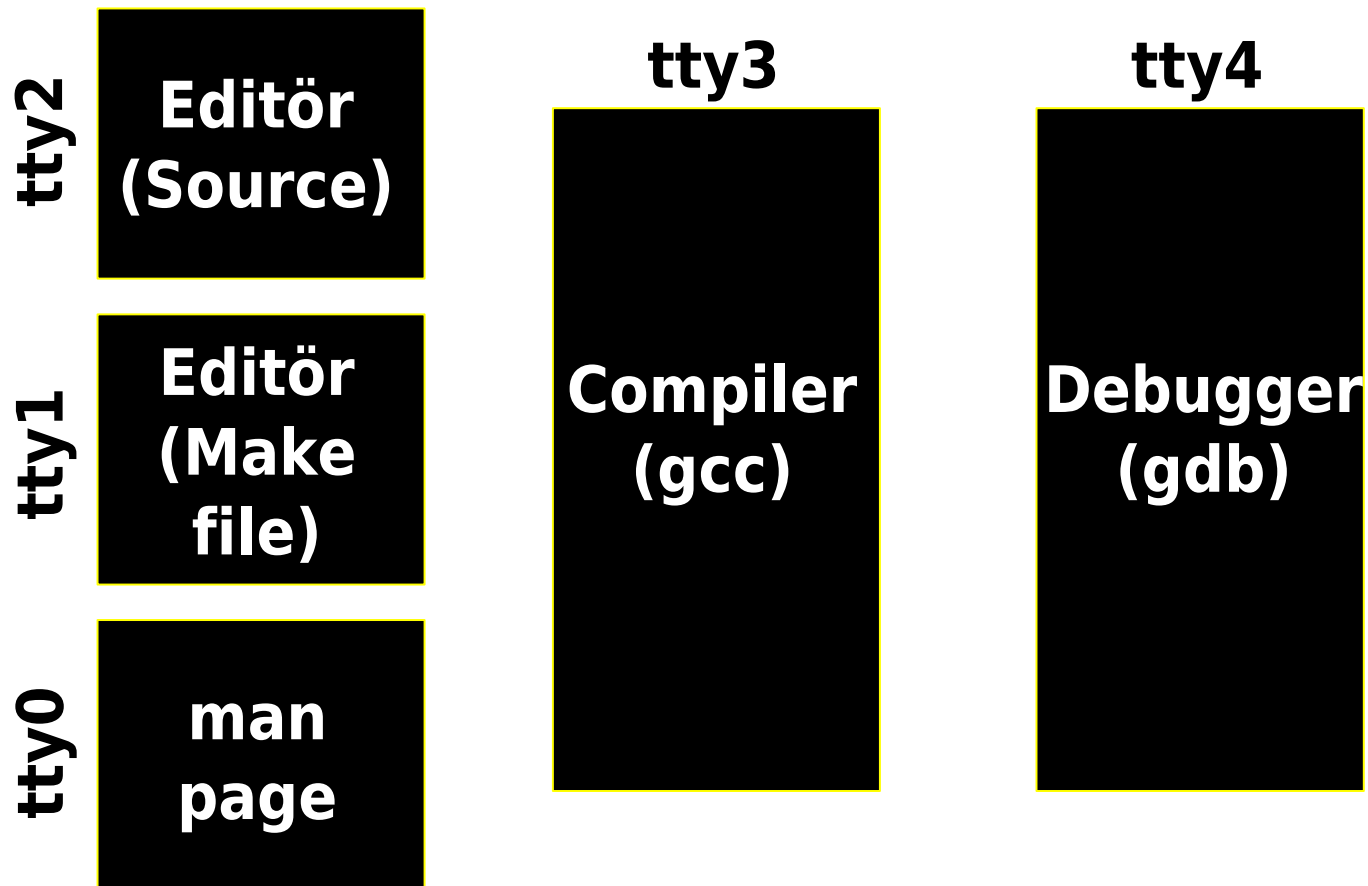 tty2
Editör
(Source)
tty1
Editör
(Make
file)
tty0
man
page
tty3
Compiler
(gcc)
tty4
Debugger
(gdb)